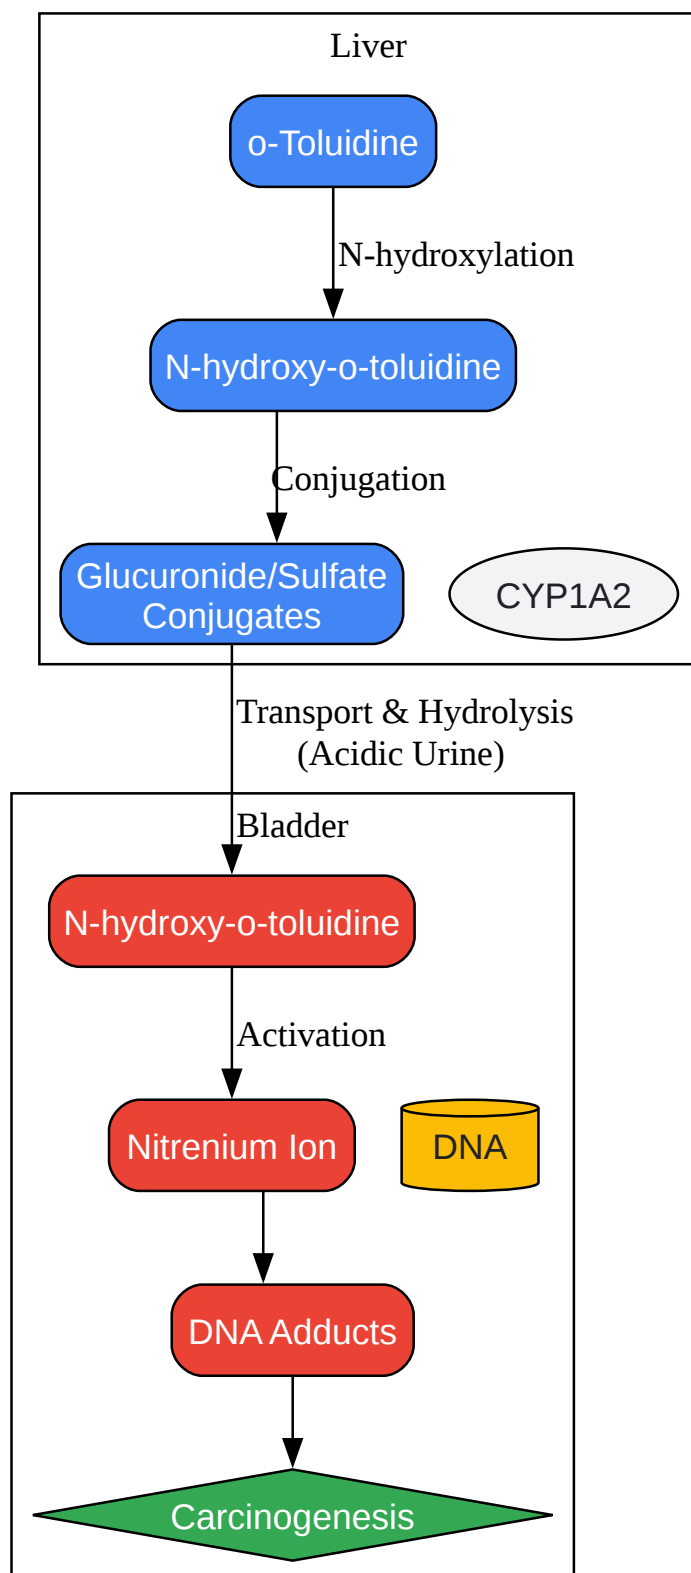 Liver
o-Toluidine
N-hydroxylation
N-hydroxy-o-toluidine
Conjugation
Glucuronide/Sulfate
Conjugates
CYP1A2
Transport & Hydrolysis
(Acidic Urine)
Bladder
N-hydroxy-o-toluidine
Activation
Nitrenium Ion
DNA
DNA Adducts
Carcinogenesis